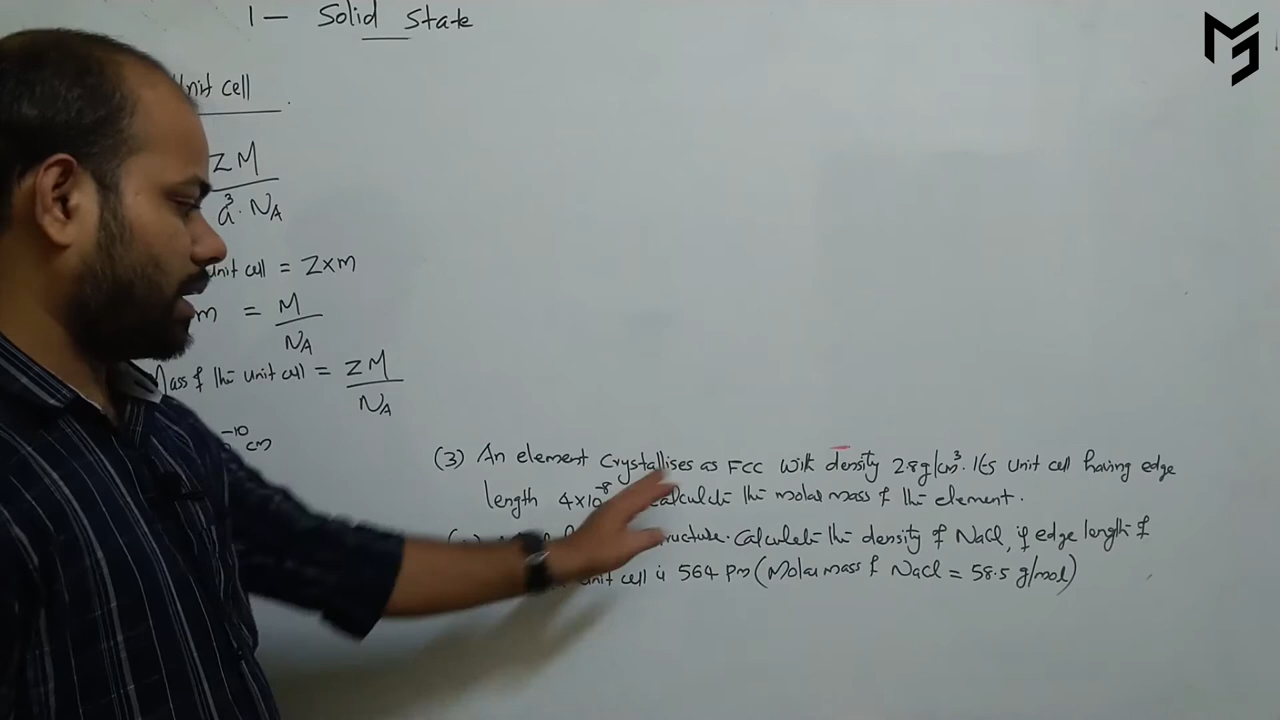 1 - Solid State
Unit cell
ZM
a³. NA
unit cell = Z×m
m = M
NA
Mass of the unit cell = ZM
NA
-10 cm
(3) An element crystallises as FCC with density 2.8g/cm³. Its unit cell having edge
length 4×10-8 calculate the molar mass of the element.
structure. Calculate the density of NaCl, if edge length of
unit cell is 564 pm (Molar mass of NaCl = 58.5 g/mol)